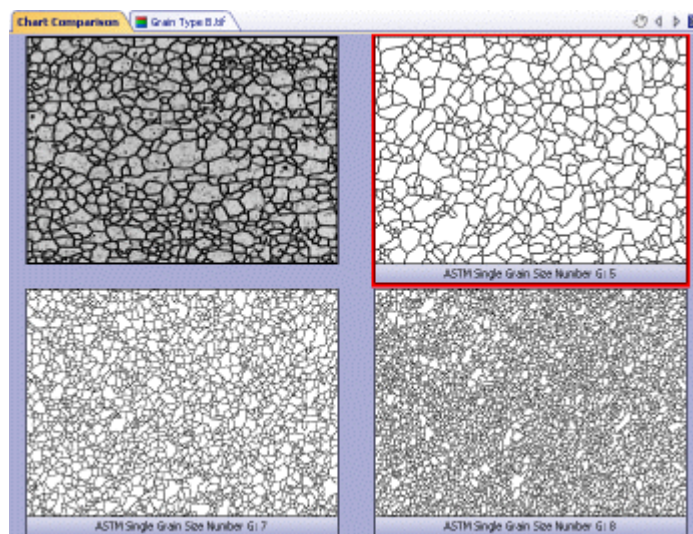 Chart Comparison Grain Type B.tif
ASTM Single Grain Size Number G: 5
ASTM Single Grain Size Number G: 7 ASTM Single Grain Size Number G: 8